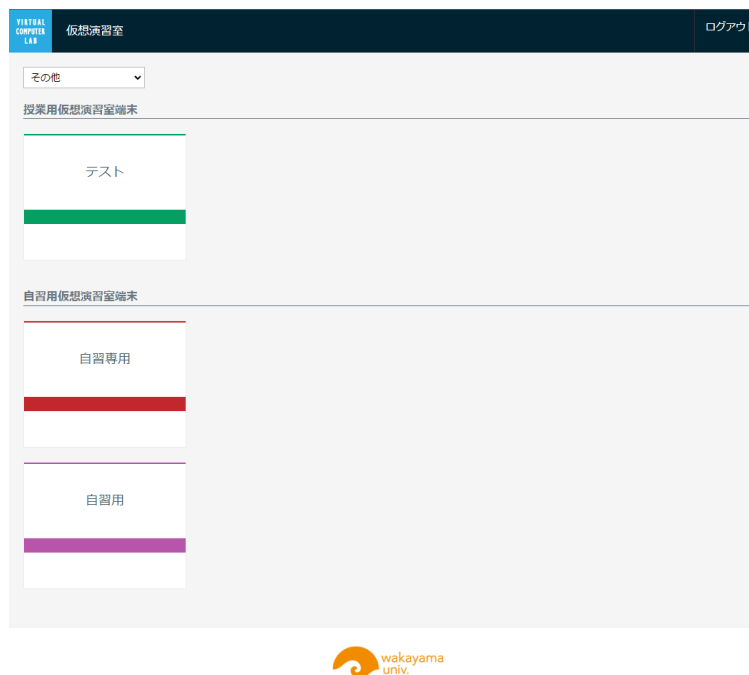 VIRTUAL
COMPUTER
LAB
仮想演習室
ログアウト
その他
授業用仮想演習室端末
テスト
自習用仮想演習室端末
自習専用
自習用
wakayama
univ.